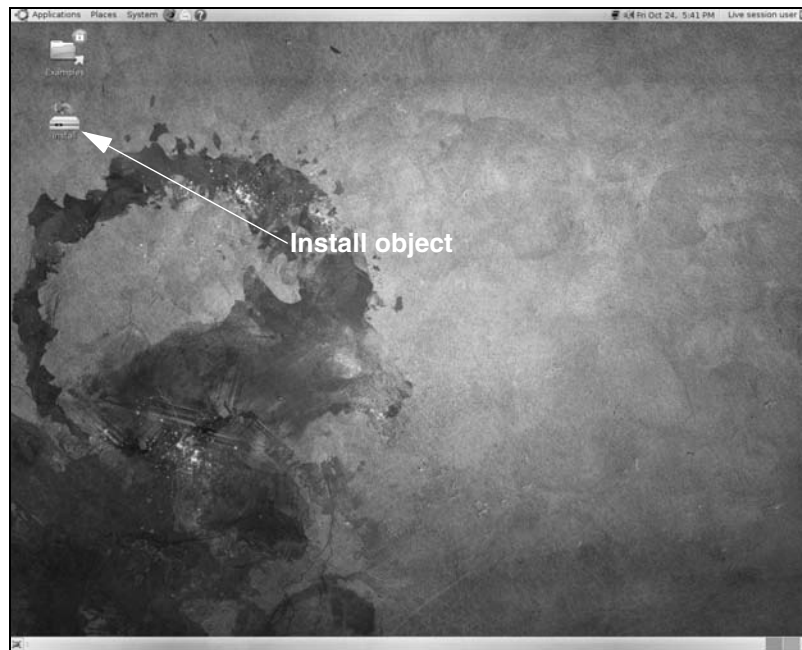 Applications Places System
Fri Oct 24, 5:41 PM Live session user
Examples
Install
Install object